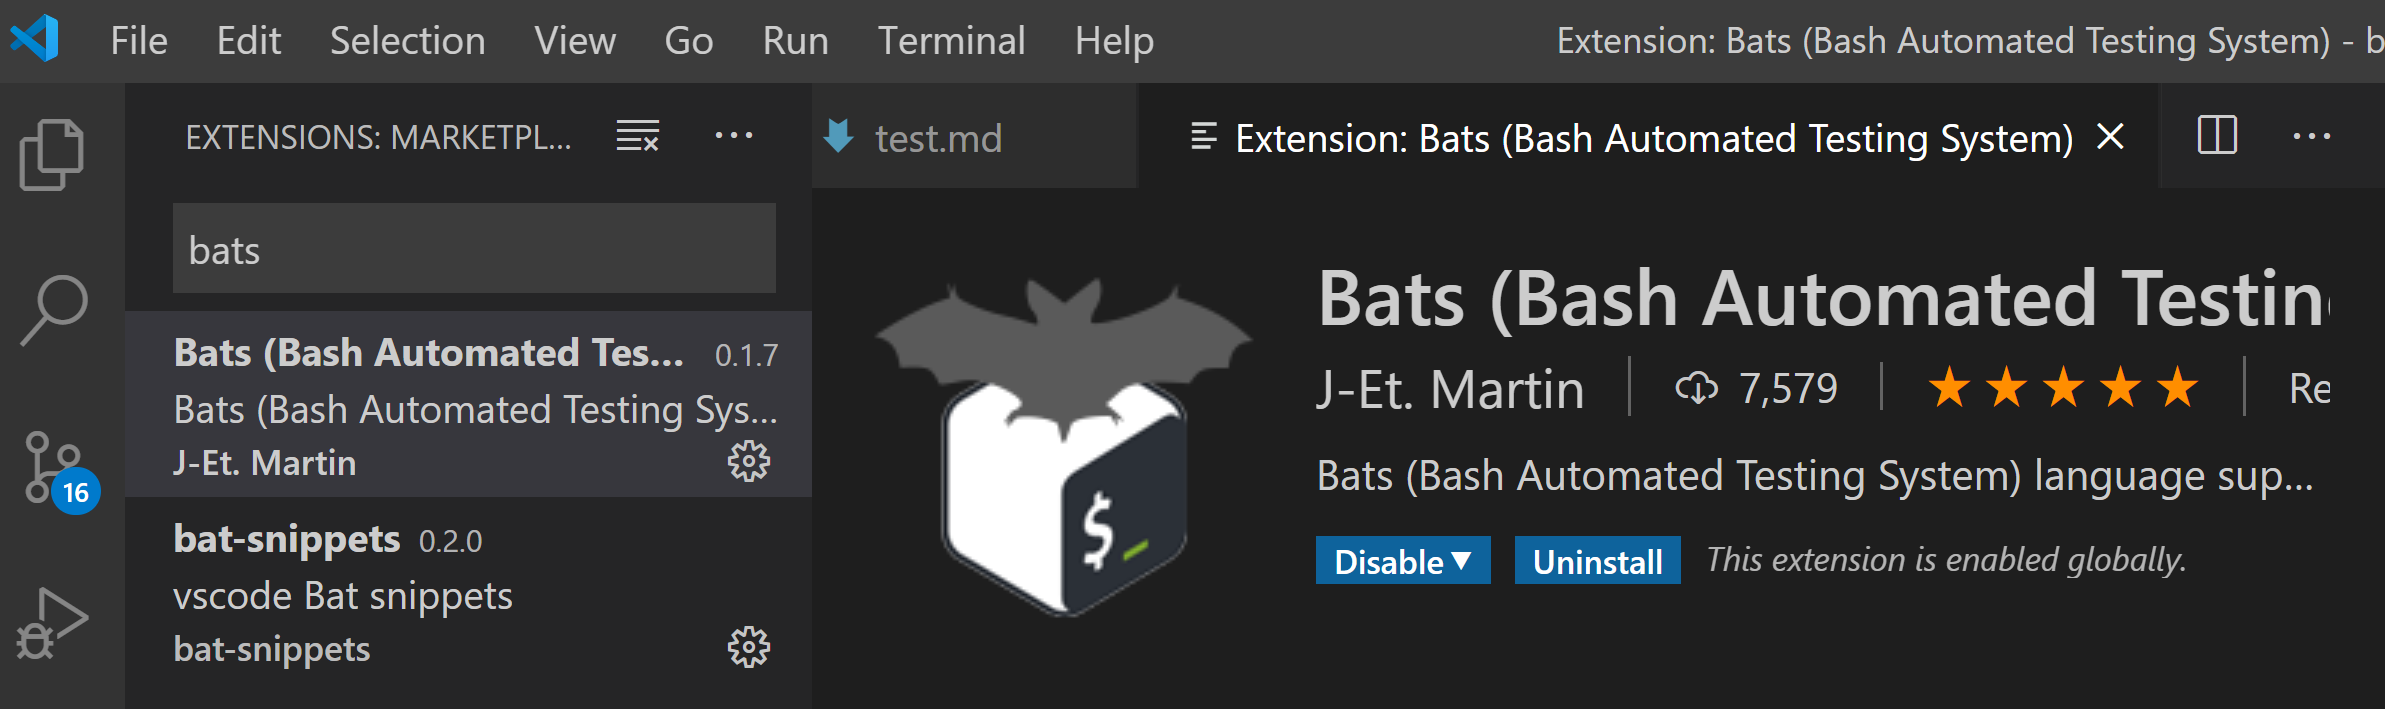 File Edit Selection View Go Run Terminal Help Extension: Bats (Bash Automated Testing System) - b
EXTENSIONS: MARKETPL...
bats
Bats (Bash Automated Tes... 0.1.7
Bats (Bash Automated Testing Sys...
J-Et. Martin
bat-snippets 0.2.0
vscode Bat snippets
bat-snippets
16
test.md
Extension: Bats (Bash Automated Testing System)
$
Bats (Bash Automated Testin
J-Et. Martin 7,579 Re
Bats (Bash Automated Testing System) language sup...
Disable Uninstall This extension is enabled globally.